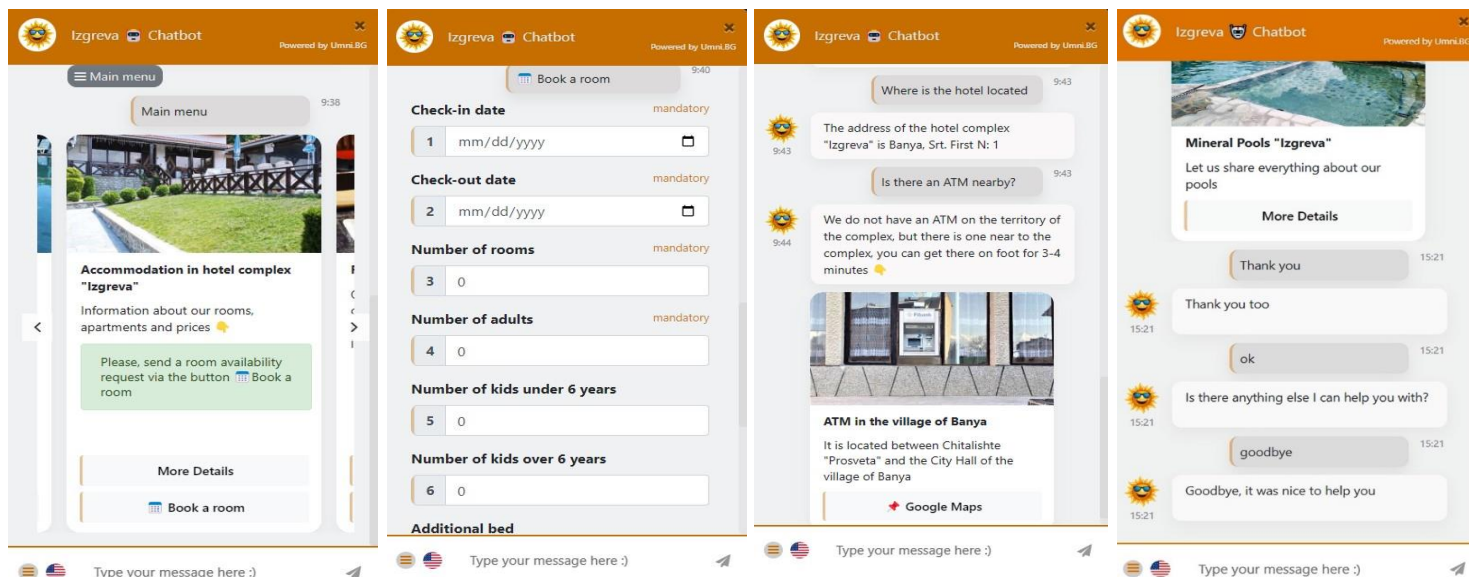 Izgreva 🤖 Chatbot
Powered by Umni.BG
Main menu
Main menu
9:38
Accommodation in hotel complex
"Izgreva"
Information about our rooms,
apartments and prices 👇
Please, send a room availability
request via the button 📅 Book a
room
More Details
📅 Book a room
Type your message here :)
Izgreva 🤖 Chatbot
Powered by Umni.BG
📅 Book a room
9:40
Check-in date mandatory
1 mm/dd/yyyy
Check-out date mandatory
2 mm/dd/yyyy
Number of rooms mandatory
3 0
Number of adults mandatory
4 0
Number of kids under 6 years
5 0
Number of kids over 6 years
6 0
Additional bed
Type your message here :)
Izgreva 🤖 Chatbot
Powered by Umni.BG
Where is the hotel located
9:43
The address of the hotel complex
"Izgreva" is Banya, Srt. First N: 1
9:43
Is there an ATM nearby?
9:43
We do not have an ATM on the territory of
the complex, but there is one near to the
complex, you can get there on foot for 3-4
minutes 👇
9:44
ATM in the village of Banya
It is located between Chitalishte
"Prosveta" and the City Hall of the
village of Banya
📌 Google Maps
Type your message here :)
Izgreva 🤖 Chatbot
Powered by Umni.BG
Mineral Pools "Izgreva"
Let us share everything about our
pools
More Details
Thank you
15:21
Thank you too
15:21
ok
15:21
Is there anything else I can help you with?
15:21
goodbye
15:21
Goodbye, it was nice to help you
15:21
Type your message here :)